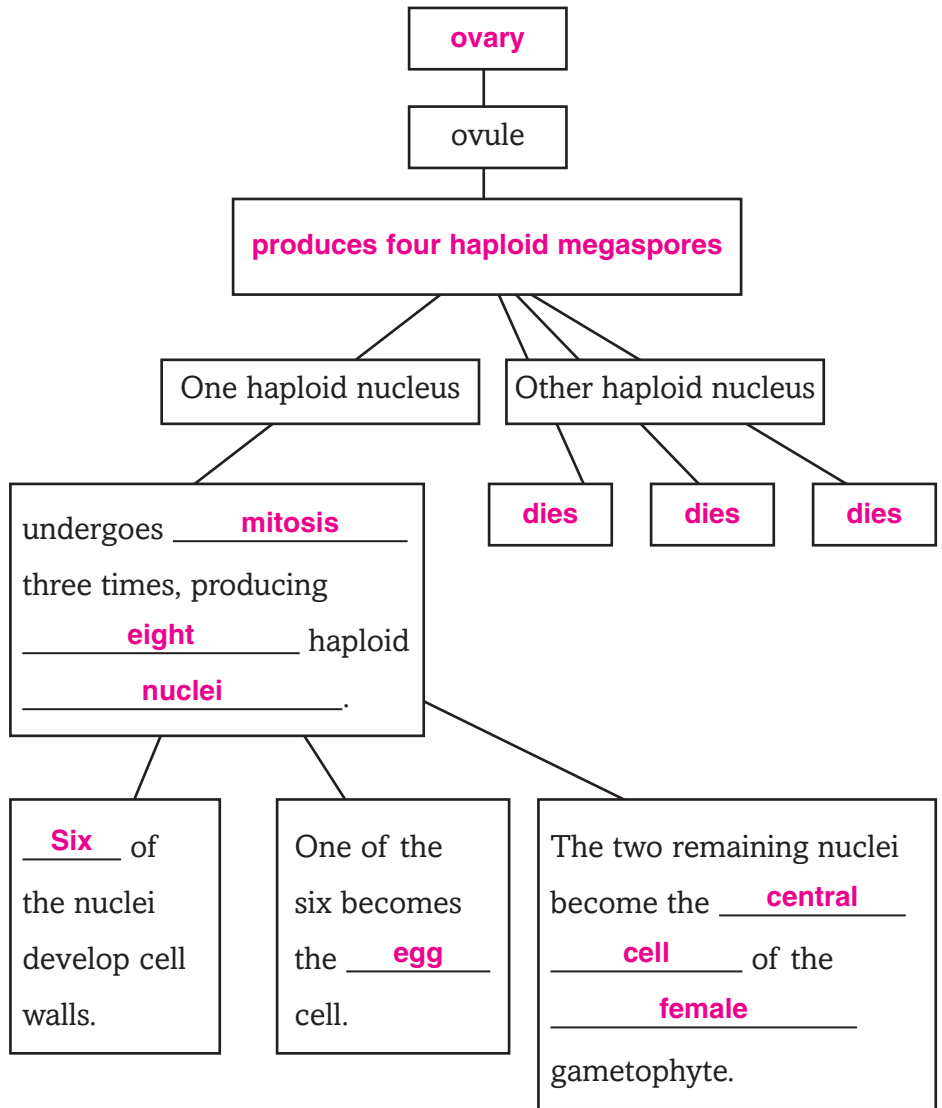 ovary
ovule
produces four haploid megaspores
One haploid nucleus
Other haploid nucleus
undergoes mitosis
three times, producing
eight haploid
nuclei.
dies
dies
dies
Six of
the nuclei
develop cell
walls.
One of the
six becomes
the egg
cell.
The two remaining nuclei
become the central
cell of the
female
gametophyte.